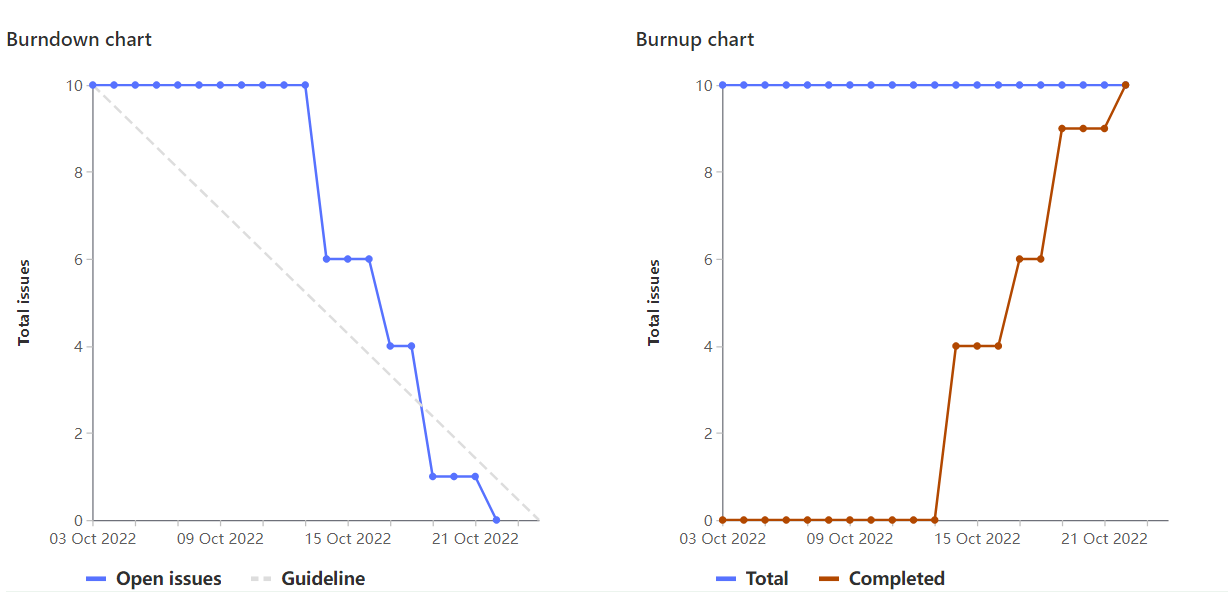 Burndown chart
10
8
6
4
2
0
Total issues
03 Oct 2022 09 Oct 2022 15 Oct 2022 21 Oct 2022
Open issues Guideline
Burnup chart
10
8
6
4
2
0
Total issues
03 Oct 2022 09 Oct 2022 15 Oct 2022 21 Oct 2022
Total Completed